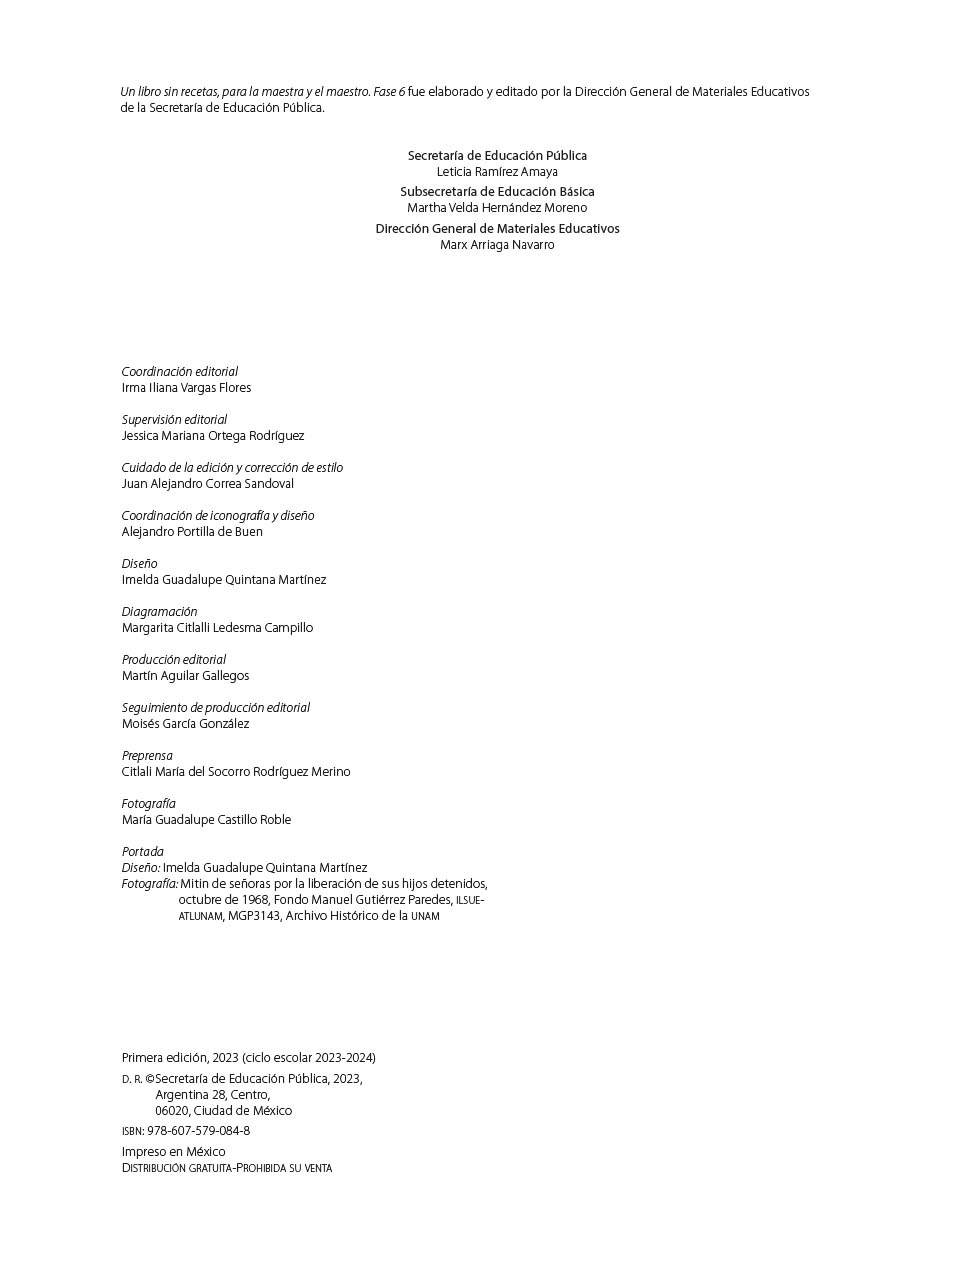 Un libro sin recetas, para la maestra y el maestro. Fase 6 fue elaborado y editado por la Dirección General de Materiales Educativos
de la Secretaría de Educación Pública.
Secretaría de Educación Pública
Leticia Ramírez Amaya
Subsecretaría de Educación Básica
Martha Velda Hernández Moreno
Dirección General de Materiales Educativos
Marx Arriaga Navarro
Coordinación editorial
Irma Iliana Vargas Flores
Supervisión editorial
Jessica Mariana Ortega Rodríguez
Cuidado de la edición y corrección de estilo
Juan Alejandro Correa Sandoval
Coordinación de iconografía y diseño
Alejandro Portilla de Buen
Diseño
Imelda Guadalupe Quintana Martínez
Diagramación
Margarita Citlalli Ledesma Campillo
Producción editorial
Martín Aguilar Gallegos
Seguimiento de producción editorial
Moisés García González
Preprensa
Citlali María del Socorro Rodríguez Merino
Fotografía
María Guadalupe Castillo Roble
Portada
Diseño: Imelda Guadalupe Quintana Martínez
Fotografía: Mitin de señoras por la liberación de sus hijos detenidos,
octubre de 1968, Fondo Manuel Gutiérrez Paredes, ILSUE-
ATLUNAM, MGP3143, Archivo Histórico de la UNAM
Primera edición, 2023 (ciclo escolar 2023-2024)
D. R. ©Secretaría de Educación Pública, 2023,
Argentina 28, Centro,
06020, Ciudad de México
ISBN: 978-607-579-084-8
Impreso en México
DISTRIBUCIÓN GRATUITA-PROHIBIDA SU VENTA